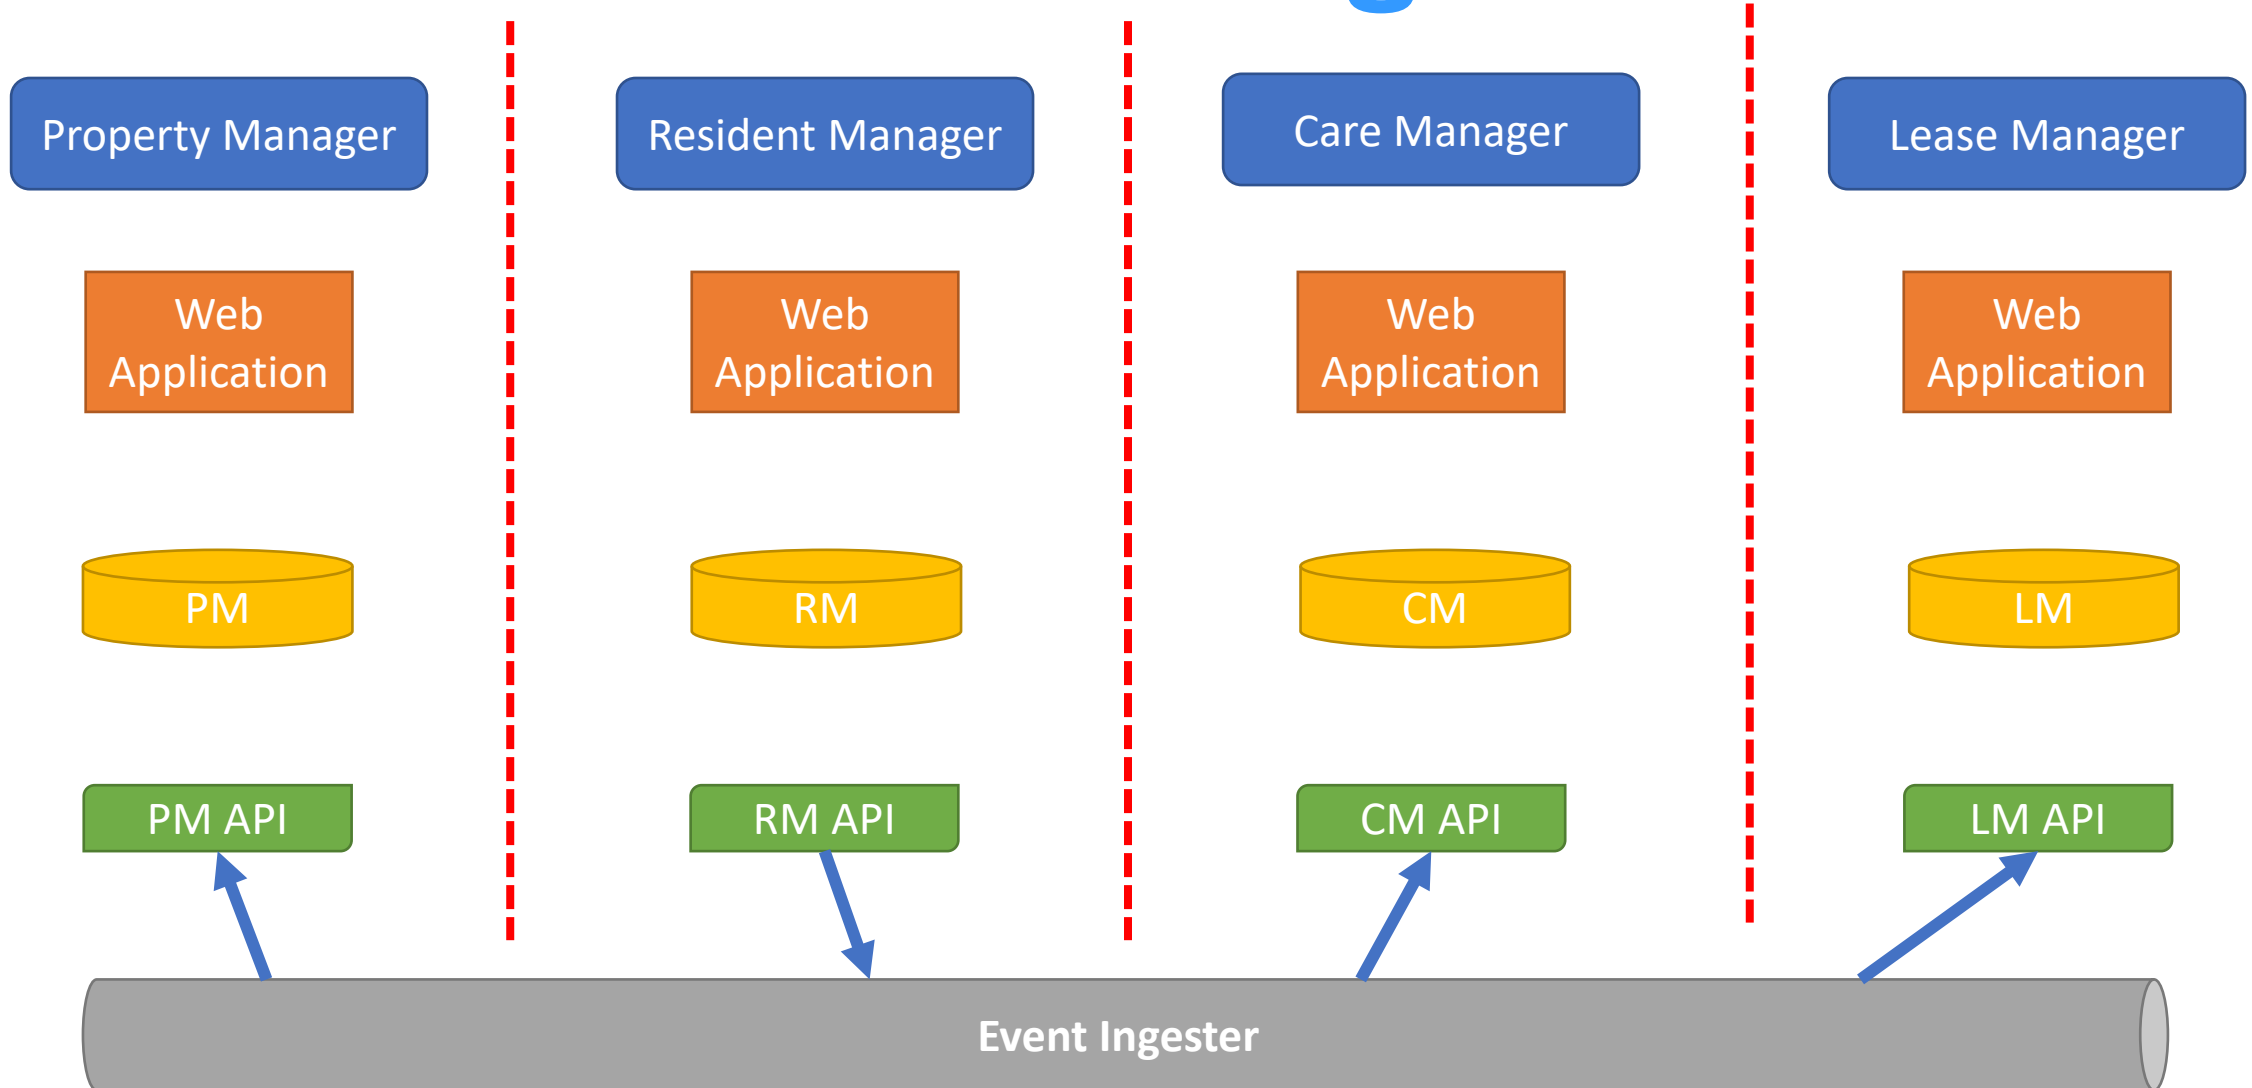 Property Manager
Resident Manager
Care Manager
Lease Manager
Web
Application
Web
Application
Web
Application
Web
Application
PM
RM
CM
LM
PM API
RM API
CM API
LM API
Event Ingester